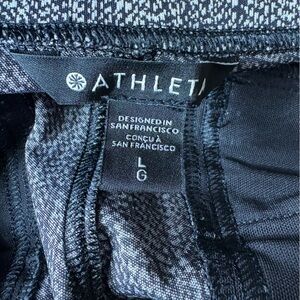 ATHLET
DESIGNED IN
SAN FRANCISCO
CONÇU À
SAN FRANCISCO
L
G